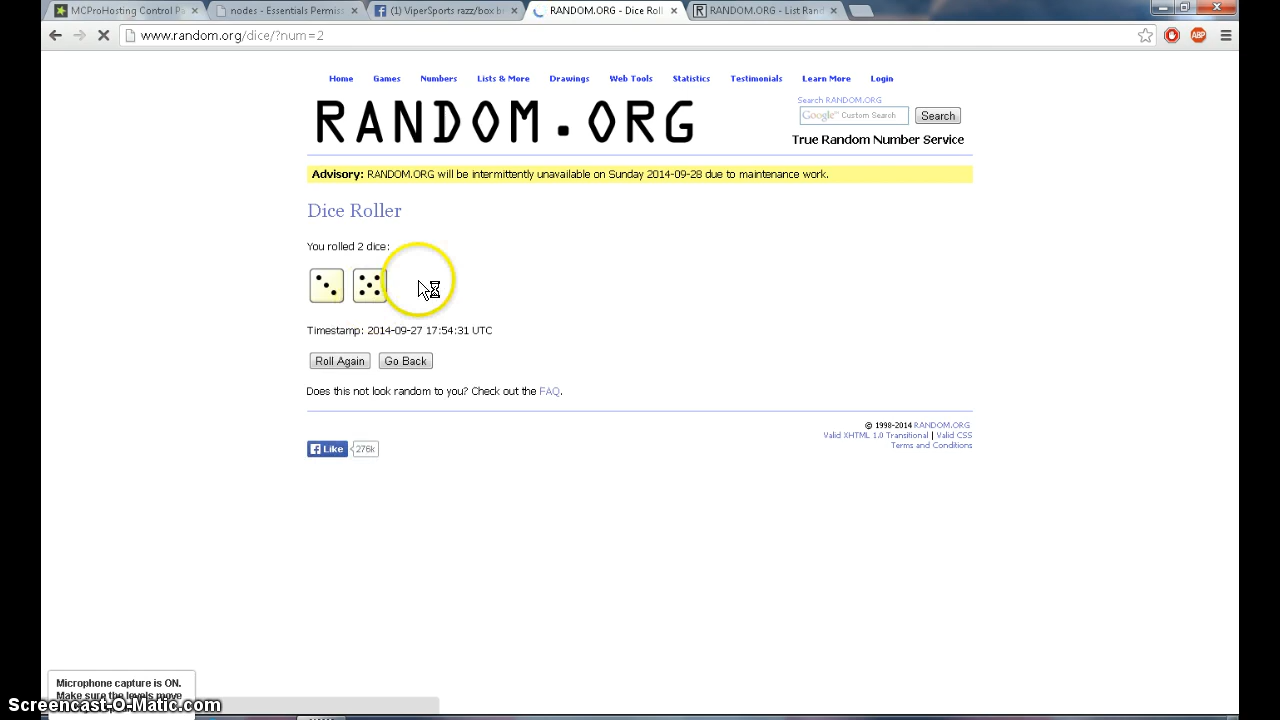 MCProHosting Control Pa
nodes - Essentials Permiss
(1) ViperSports razz/box br
RANDOM.ORG - Dice Roll
RANDOM.ORG - List Rand
www.random.org/dice/?num=2
Home Games Numbers Lists & More Drawings Web Tools Statistics Testimonials Learn More Login
RANDOM.ORG
Search RANDOM.ORG
Google™ Custom Search
Search
True Random Number Service
Advisory: RANDOM.ORG will be intermittently unavailable on Sunday 2014-09-28 due to maintenance work.
Dice Roller
You rolled 2 dice:
Timestamp: 2014-09-27 17:54:31 UTC
Roll Again Go Back
Does this not look random to you? Check out the FAQ.
© 1998-2014 RANDOM.ORG
Valid XHTML 1.0 Transitional | Valid CSS
Terms and Conditions
Like 276k
Microphone capture is ON.
Make sure the levels move
Screencast-O-Matic.com